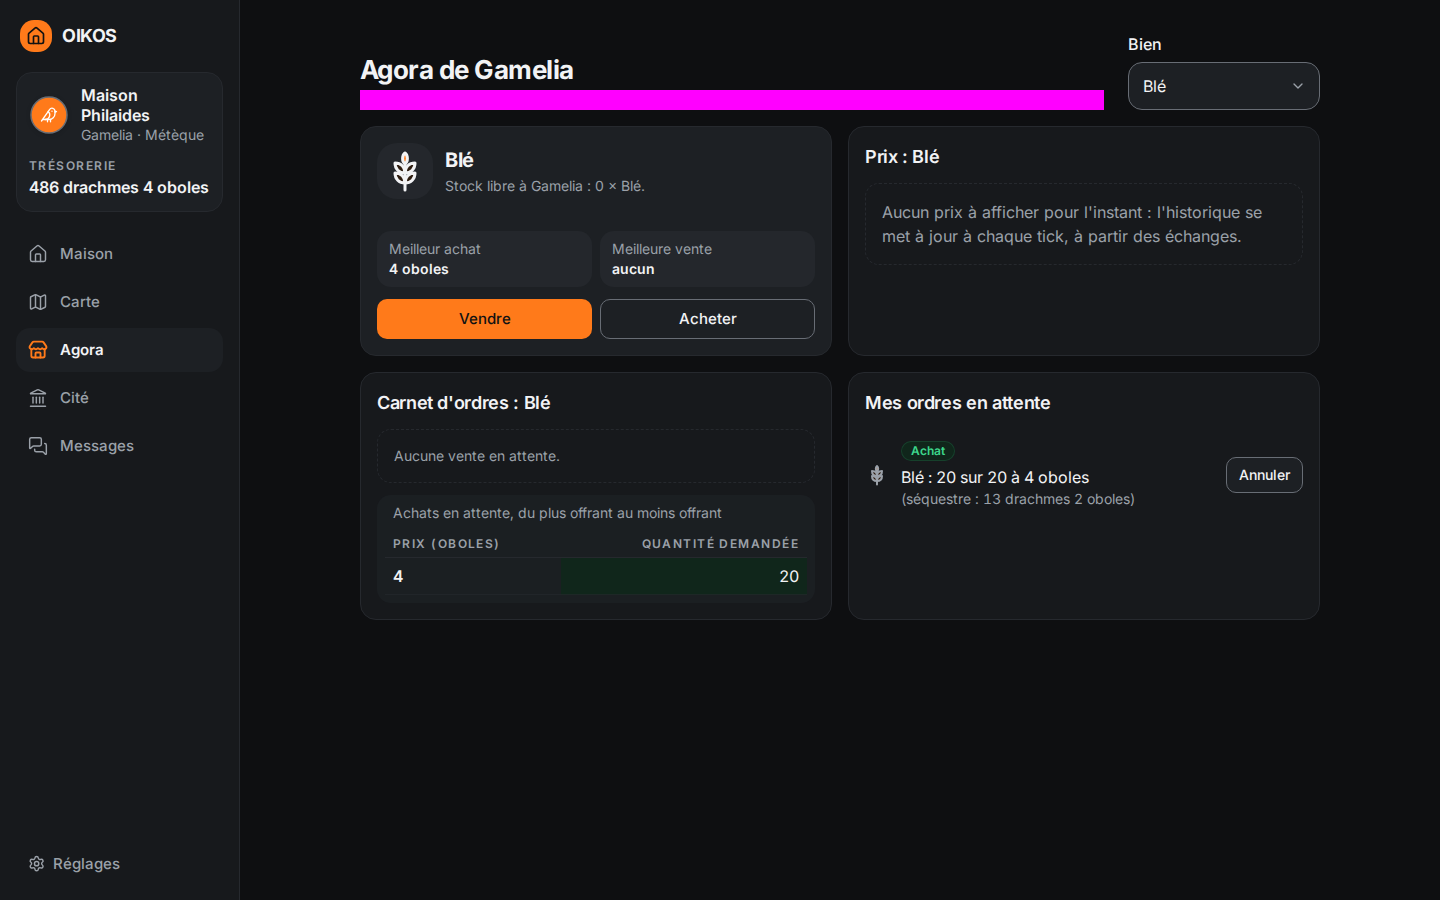 OIKOS
Maison
Philaides
Gamelia · Métèque
TRÉSORERIE
486 drachmes 4 oboles
Maison
Carte
Agora
Cité
Messages
Réglages
Agora de Gamelia
Bien
Blé
Blé
Stock libre à Gamelia : 0 × Blé.
Meilleur achat
4 oboles
Meilleure vente
aucun
Vendre
Acheter
Prix : Blé
Aucun prix à afficher pour l'instant : l'historique se
met à jour à chaque tick, à partir des échanges.
Carnet d'ordres : Blé
Aucune vente en attente.
Achats en attente, du plus offrant au moins offrant
PRIX (OBOLES) QUANTITÉ DEMANDÉE
4 20
Mes ordres en attente
Achat
Blé : 20 sur 20 à 4 oboles
(séquestre : 13 drachmes 2 oboles)
Annuler